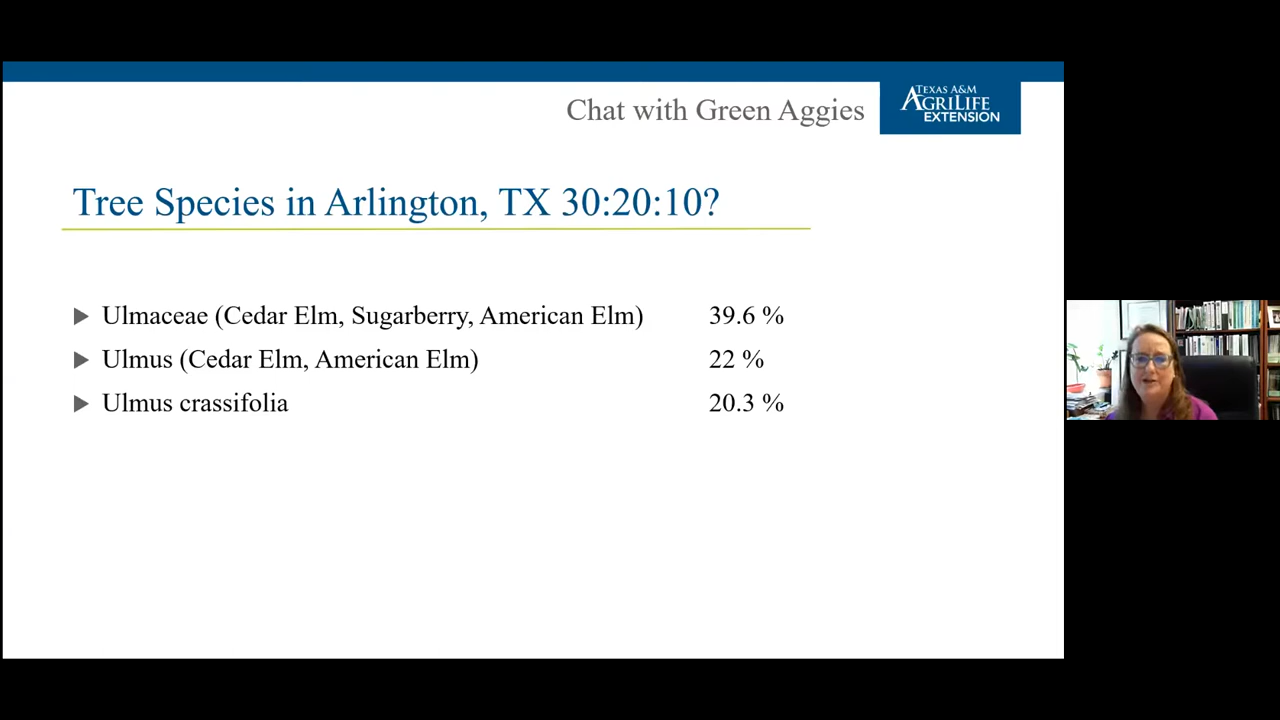 Chat with Green Aggies
TEXAS A&M
AGRILIFE
EXTENSION
Tree Species in Arlington, TX 30:20:10?
Ulmaceae (Cedar Elm, Sugarberry, American Elm) 39.6 %
Ulmus (Cedar Elm, American Elm) 22 %
Ulmus crassifolia 20.3 %